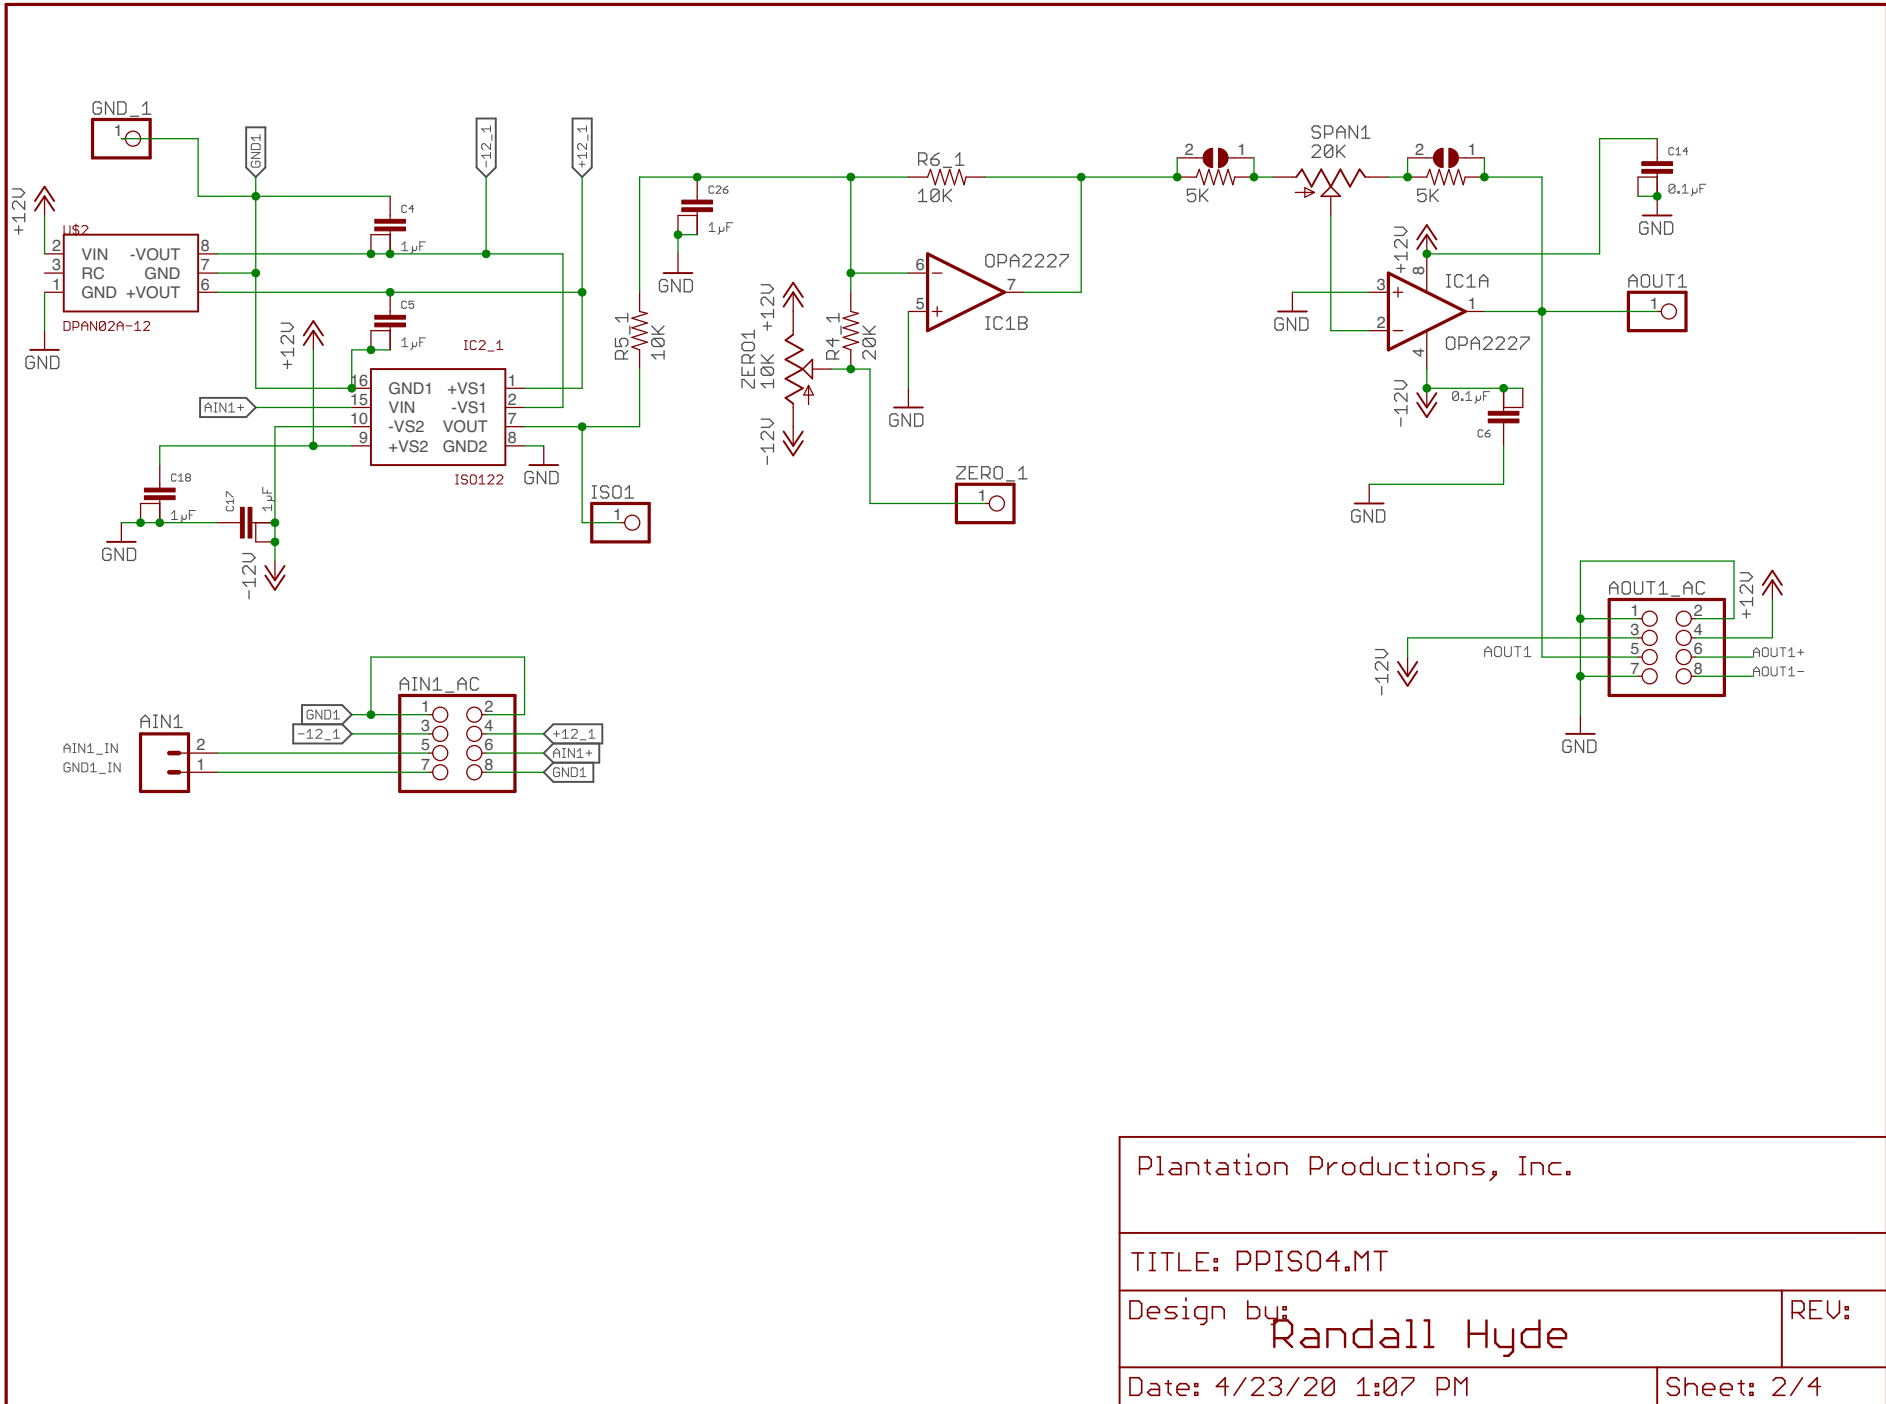 GND_1
1
GND1
-12_1
+12_1
+12V
U$2
2 VIN -VOUT 8
3 RC GND 7
1 GND +VOUT 6
DPAN02A-12
GND
C4
1µF
C5
1µF
+12V
IC2_1
16 GND1 +VS1 1
15 VIN -VS1 2
10 -VS2 VOUT 7
9 +VS2 GND2 8
ISO122
AIN1+
GND
C18
1µF
C17
1µF
GND
-12V
ISO1
1
R5_1
10K
C26
1µF
GND
R6_1
10K
ZERO1
10K
+12V
-12V
R4_1
20K
6
5
7
OPA2227
IC1B
GND
ZERO_1
1
2 1
5K
SPAN1
20K
2 1
5K
C14
0.1µF
GND
+12V
8
IC1A
3
2
1
GND
OPA2227
4
-12V
0.1µF
C6
GND
AOUT1
1
AOUT1_AC
+12V
1 2
3 4
5 6
7 8
AOUT1
AOUT1+
AOUT1-
-12V
GND
AIN1_AC
GND1 1 2
-12_1 3 4 +12_1
5 6 AIN1+
7 8 GND1
AIN1
AIN1_IN 2
GND1_IN 1
Plantation Productions, Inc.
TITLE: PPISO4.MT
Design by:
Randall Hyde
REV:
Date: 4/23/20 1:07 PM
Sheet: 2/4